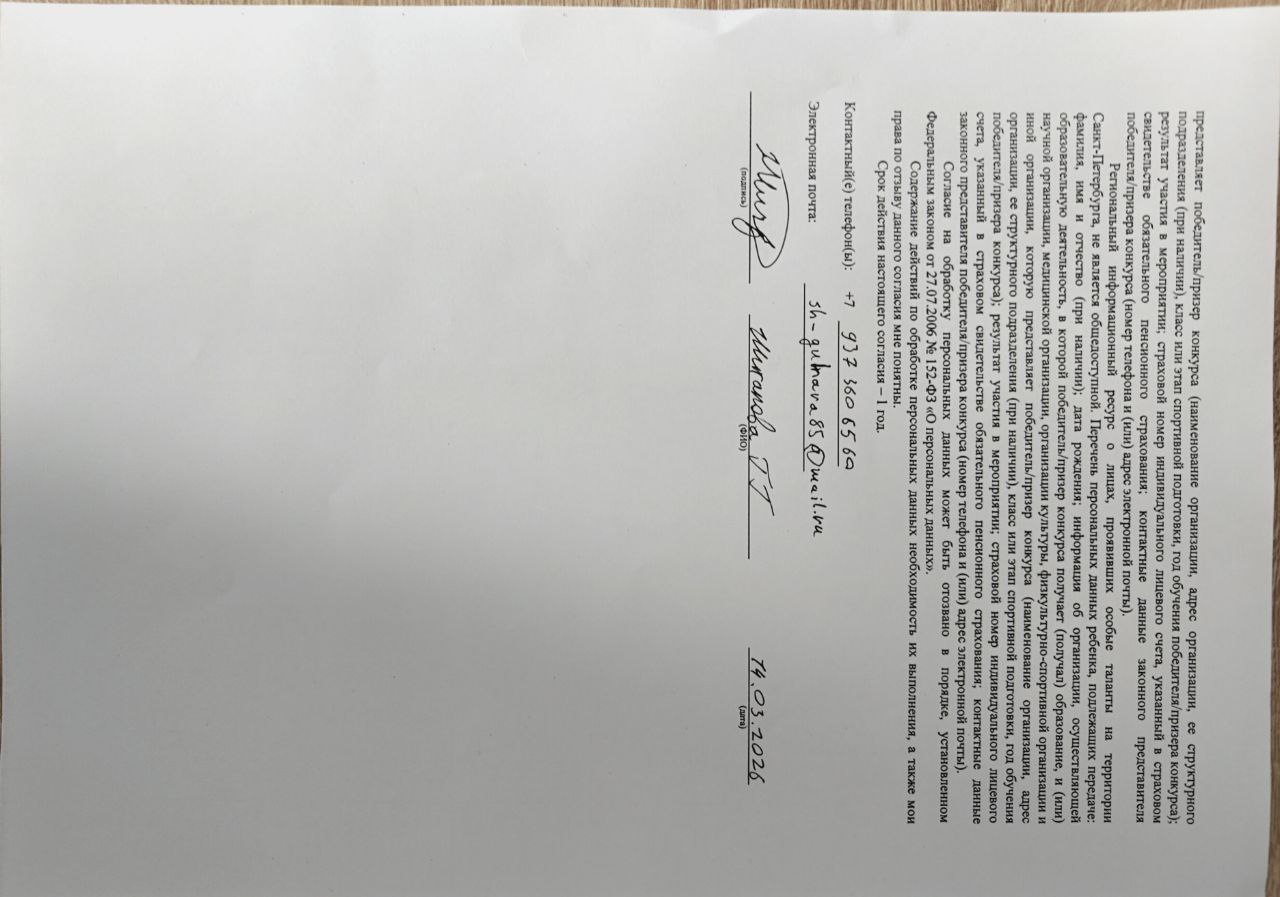 представляет победитель/призер конкурса (наименование организации, адрес организации, ее структурного
подразделения (при наличии), класс или этап спортивной подготовки, год обучения победителя/призера конкурса);
результат участия в мероприятии; страховой номер индивидуального лицевого счета, указанный в страховом
свидетельстве обязательного пенсионного страхования; контактные данные законного представителя
победителя/призера конкурса (номер телефона и (или) адрес электронной почты).
Региональный информационный ресурс о лицах, проявивших особые таланты на территории
Санкт-Петербурга, не является общедоступной. Перечень персональных данных ребенка, подлежащих передаче:
фамилия, имя и отчество (при наличии); дата рождения; информация об организации, осуществляющей
образовательную деятельность, в которой победитель/призер конкурса получает (получал) образование, и (или)
научной организации, медицинской организации, организации культуры, физкультурно-спортивной организации и
иной организации, которую представляет победитель/призер конкурса (наименование организации, адрес
организации, ее структурного подразделения (при наличии), класс или этап спортивной подготовки, год обучения
победителя/призера конкурса); результат участия в мероприятии; страховой номер индивидуального лицевого
счета, указанный в страховом свидетельстве обязательного пенсионного страхования; контактные данные
законного представителя победителя/призера конкурса (номер телефона и (или) адрес электронной почты).
Согласие на обработку персональных данных может быть отозвано в порядке, установленном
Федеральным законом от 27.07.2006 № 152-ФЗ «О персональных данных».
Содержание действий по обработке персональных данных необходимость их выполнения, а также мои
права по отзыву данного согласия мне понятны.
Срок действия настоящего согласия – 1 год.
Контактный(е) телефон(ы): +7 937 360 65 60
Электронная почта: sh-gulnara85@mail.ru
Шиганова Г Г 14.03.2026
(подпись) (ФИО) (дата)